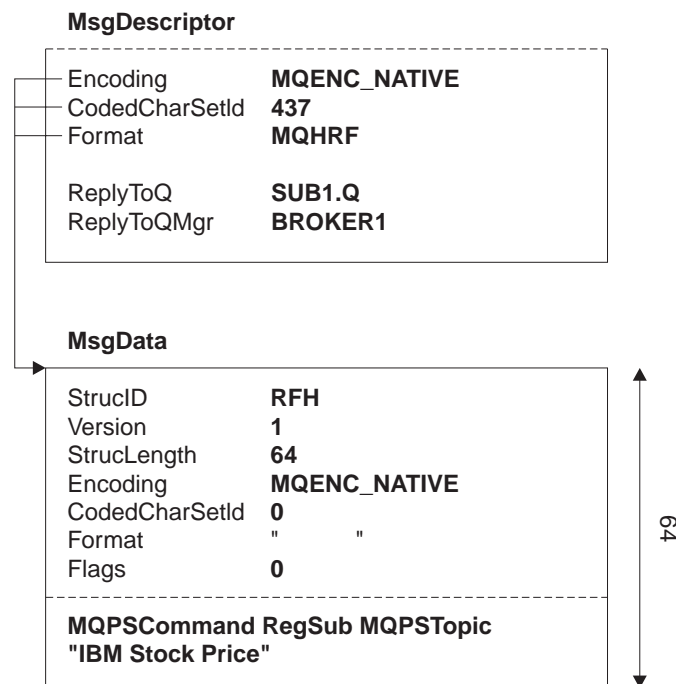 MsgDescriptor
Encoding MQENC_NATIVE
CodedCharSetId 437
Format MQHRF
ReplyToQ SUB1.Q
ReplyToQMgr BROKER1
MsgData
StrucID RFH
Version 1
StrucLength 64
Encoding MQENC_NATIVE
CodedCharSetId 0
Format "          "
Flags 0
MQPSCommand RegSub MQPSTopic
"IBM Stock Price"
64